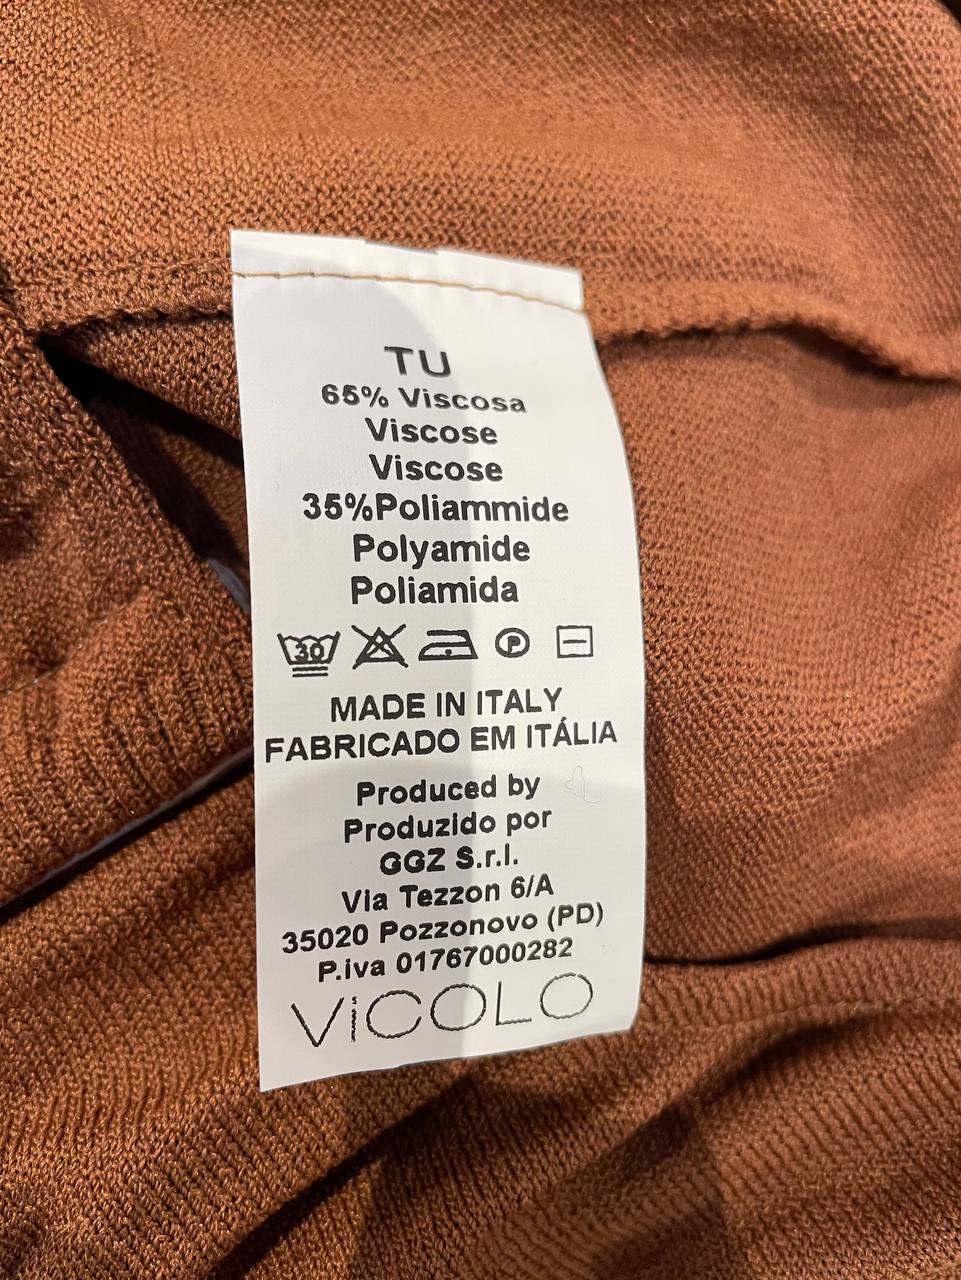 TU
65% Viscosa
Viscose
Viscose
35%Poliammide
Polyamide
Poliamida
30 P
MADE IN ITALY
FABRICADO EM ITÁLIA
Produced by
Produzido por
GGZ S.r.l.
Via Tezzon 6/A
35020 Pozzonovo (PD)
P.iva 01767000282
ViCOLO